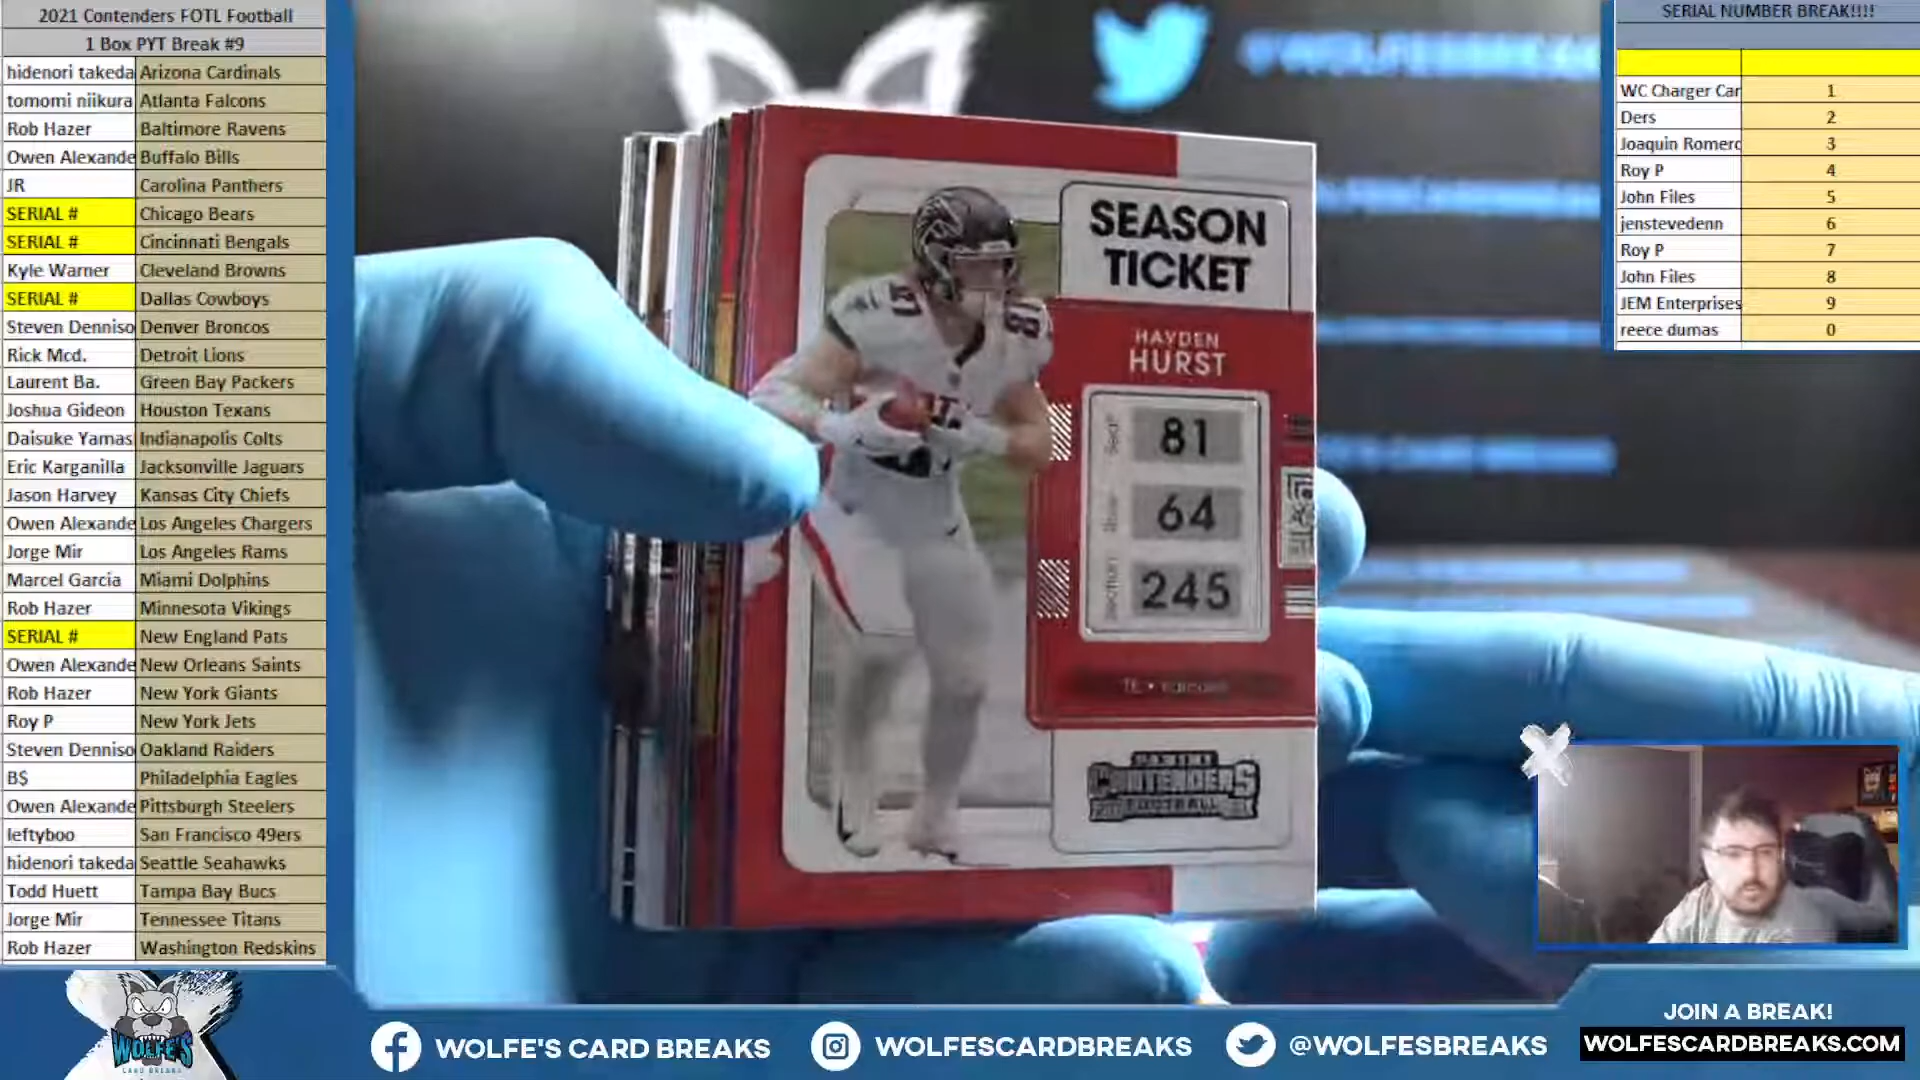 2021 Contenders FOTL Football
1 Box PYT Break #9
hidenori takeda Arizona Cardinals
tomomi niikura Atlanta Falcons
Rob Hazer Baltimore Ravens
Owen Alexande Buffalo Bills
JR Carolina Panthers
SERIAL # Chicago Bears
SERIAL # Cincinnati Bengals
Kyle Warner Cleveland Browns
SERIAL # Dallas Cowboys
Steven Denniso Denver Broncos
Rick Mcd. Detroit Lions
Laurent Ba. Green Bay Packers
Joshua Gideon Houston Texans
Daisuke Yamas Indianapolis Colts
Eric Karganilla Jacksonville Jaguars
Jason Harvey Kansas City Chiefs
Owen Alexande Los Angeles Chargers
Jorge Mir Los Angeles Rams
Marcel Garcia Miami Dolphins
Rob Hazer Minnesota Vikings
SERIAL # New England Pats
Owen Alexande New Orleans Saints
Rob Hazer New York Giants
Roy P New York Jets
Steven Denniso Oakland Raiders
B$ Philadelphia Eagles
Owen Alexande Pittsburgh Steelers
leftyboo San Francisco 49ers
hidenori takeda Seattle Seahawks
Todd Huett Tampa Bay Bucs
Jorge Mir Tennessee Titans
Rob Hazer Washington Redskins
@WOLFESBREAKS
SEASON
TICKET
HAYDEN
HURST
81
64
245
PANINI
CONTENDERS
FOOTBALL
SERIAL NUMBER BREAK!!!!
WC Charger Car 1
Ders 2
Joaquin Romero 3
Roy P 4
John Files 5
jenstevedenn 6
Roy P 7
John Files 8
JEM Enterprises 9
reece dumas 0
WOLFE'S
CARD BREAKS
WOLFE'S CARD BREAKS
WOLFESCARDBREAKS
@WOLFESBREAKS
JOIN A BREAK!
WOLFESCARDBREAKS.COM